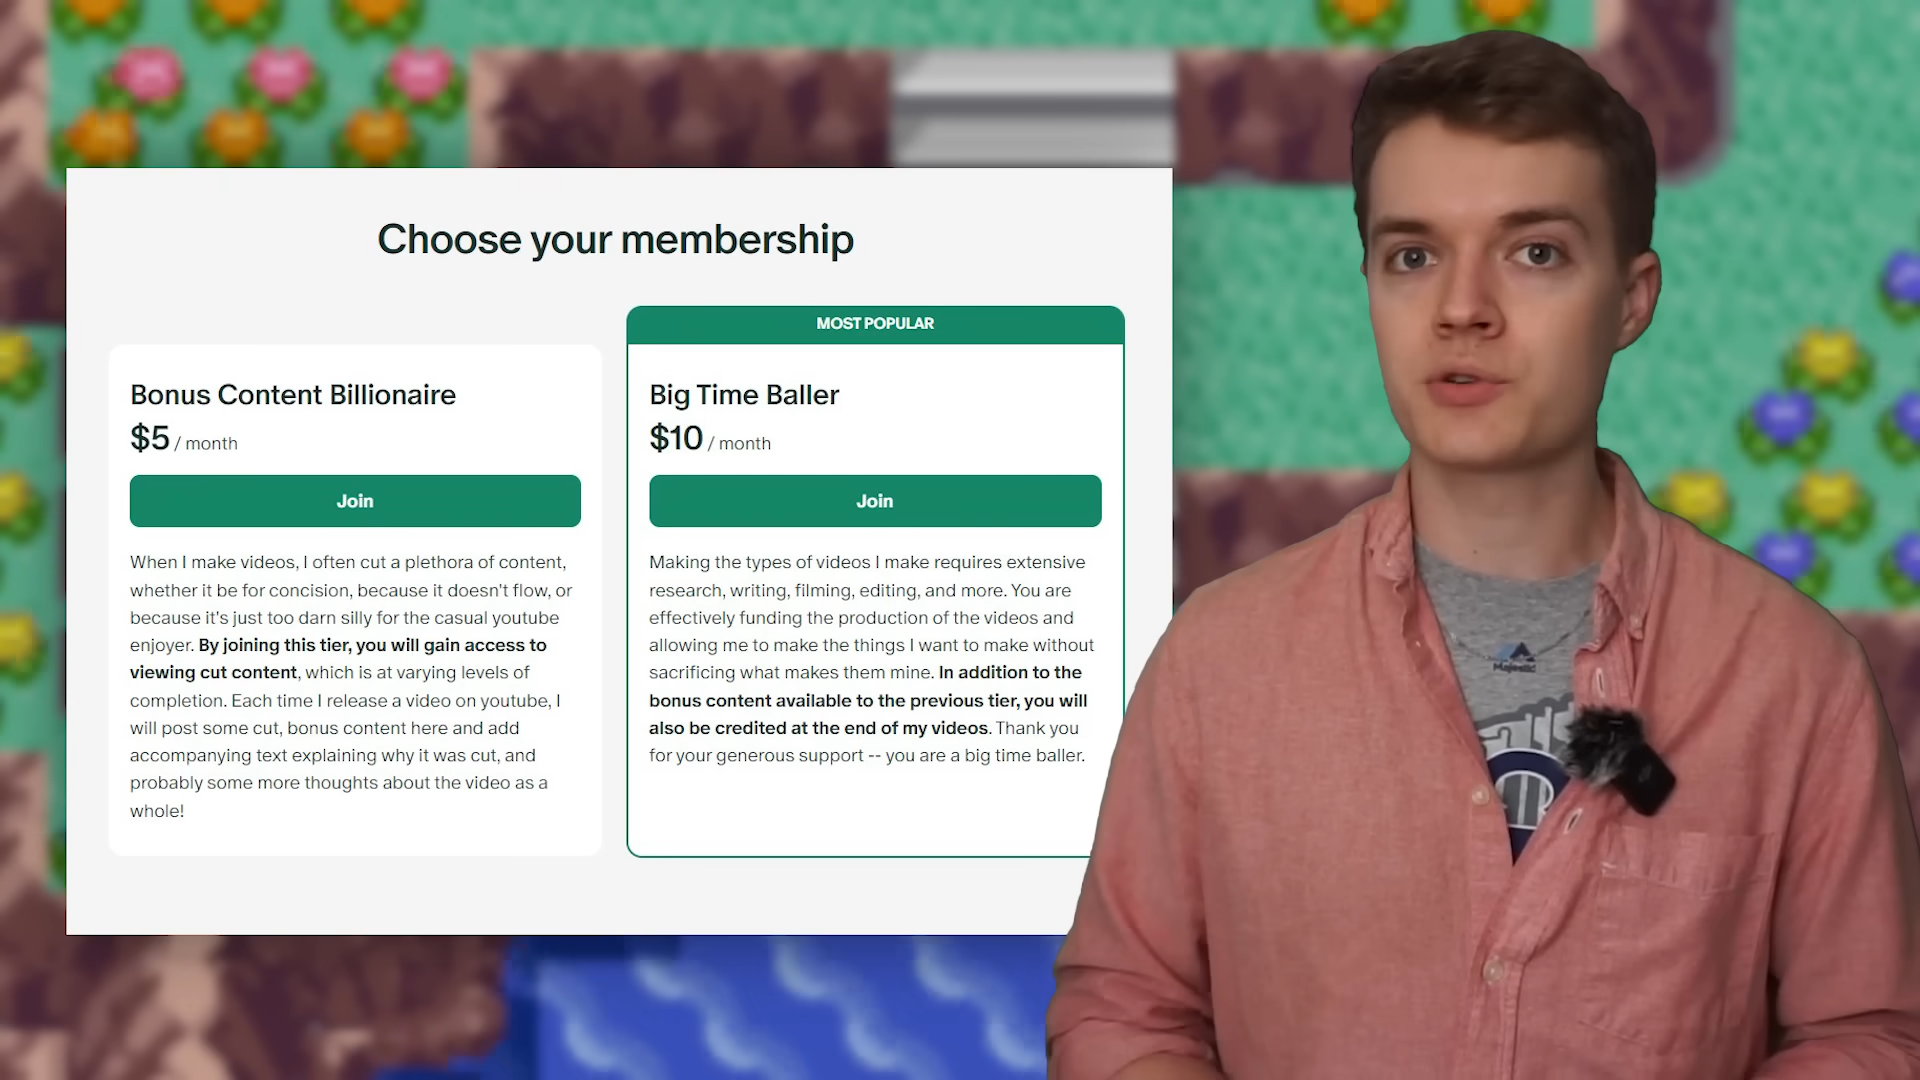 Choose your membership
MOST POPULAR
Bonus Content Billionaire
$5 / month
Join
When I make videos, I often cut a plethora of content,
whether it be for concision, because it doesn't flow, or
because it's just too darn silly for the casual youtube
enjoyer. By joining this tier, you will gain access to
viewing cut content, which is at varying levels of
completion. Each time I release a video on youtube, I
will post some cut, bonus content here and add
accompanying text explaining why it was cut, and
probably some more thoughts about the video as a
whole!
Big Time Baller
$10 / month
Join
Making the types of videos I make requires extensive
research, writing, filming, editing, and more. You are
effectively funding the production of the videos and
allowing me to make the things I want to make without
sacrificing what makes them mine. In addition to the
bonus content available to the previous tier, you will
also be credited at the end of my videos. Thank you
for your generous support -- you are a big time baller.
Majestic